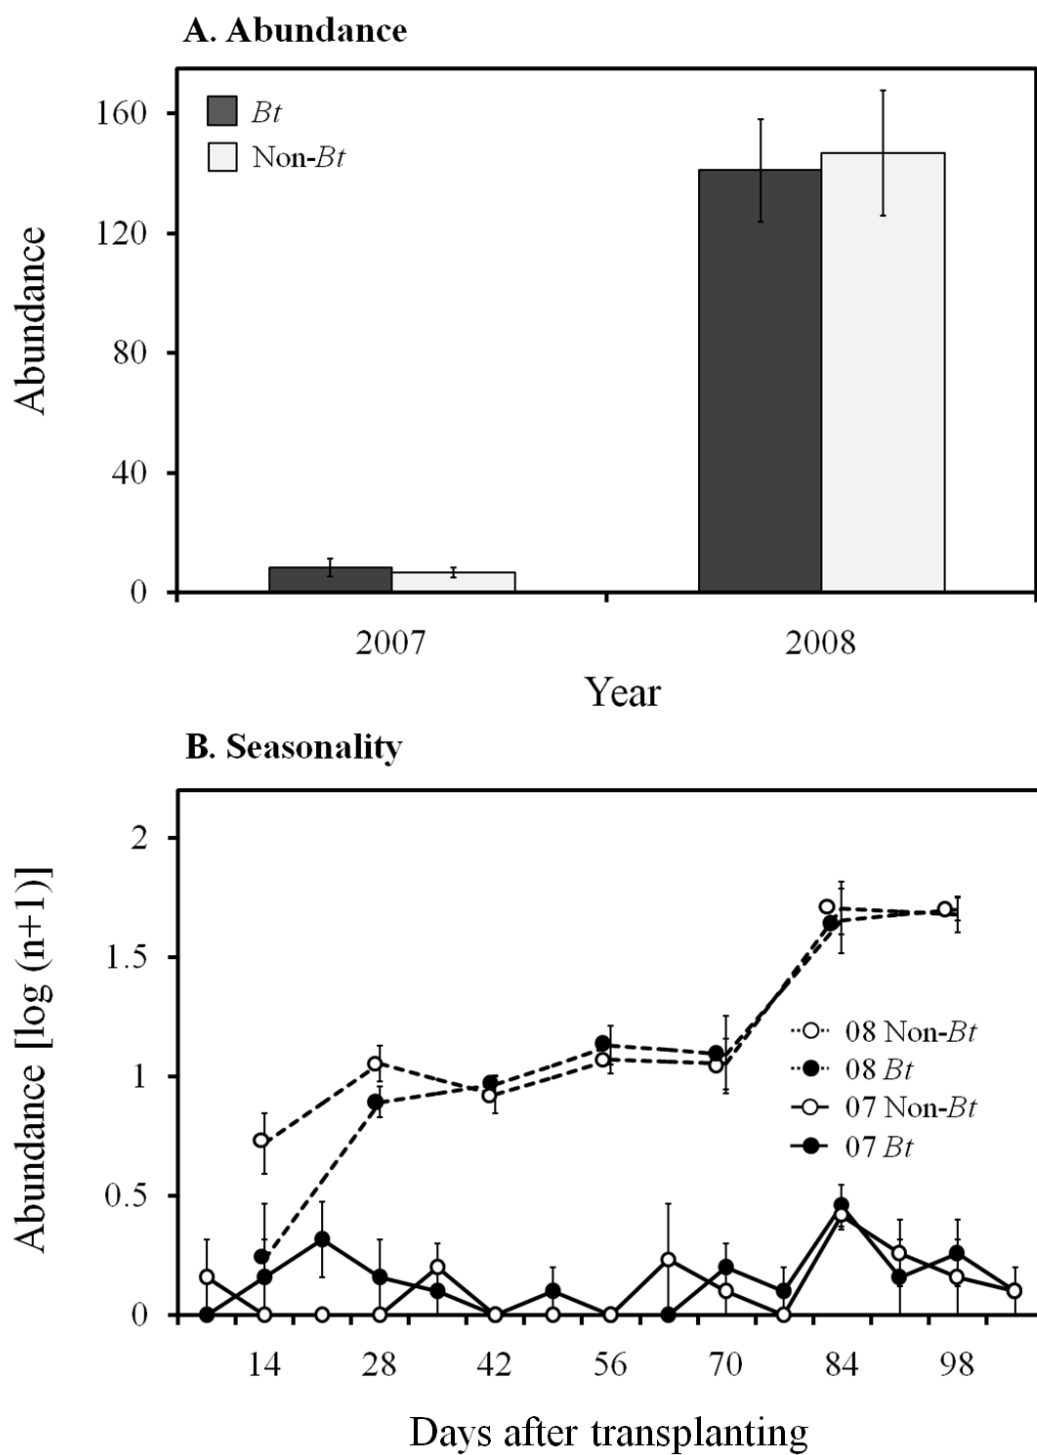 A. Abundance
Bt
Non-Bt
160
120
80
40
0
Abundance
2007 2008
Year
B. Seasonality
2
1.5
1
0.5
0
Abundance [log (n+1)]
08 Non-Bt
08 Bt
07 Non-Bt
07 Bt
14 28 42 56 70 84 98
Days after transplanting